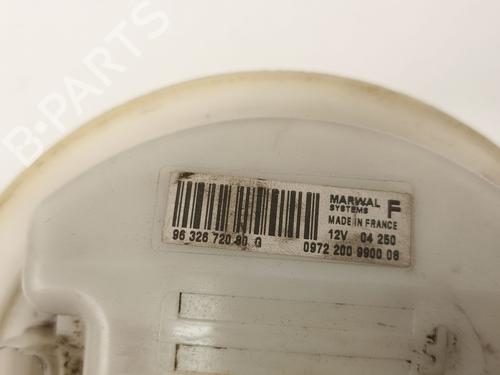 B-PARTS
MARWAL F
SYSTEMS
MADE IN FRANCE
12V 04 250
96 326 720 80 G
0972 200 9900 08